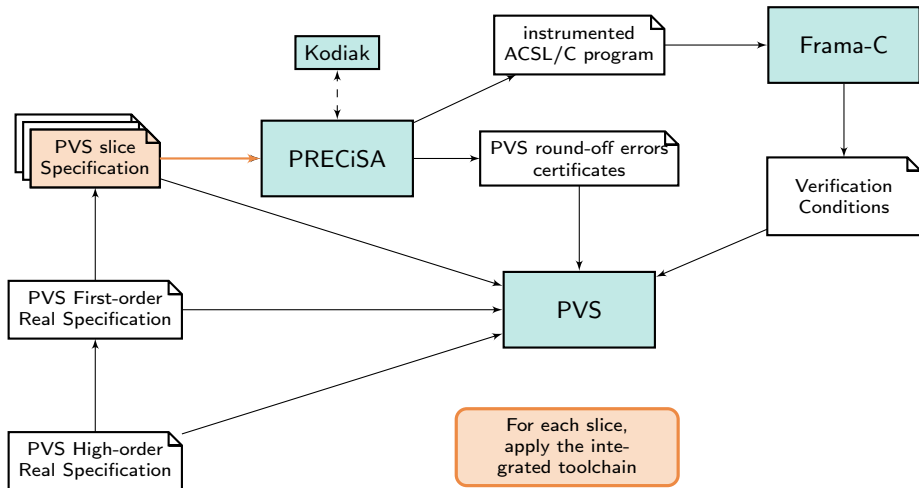 instrumented
ACSL/C program
Frama-C
Kodiak
PVS slice
Specification
PRECiSA
PVS round-off errors
certificates
Verification
Conditions
PVS First-order
Real Specification
PVS
PVS High-order
Real Specification
For each slice,
apply the inte-
grated toolchain